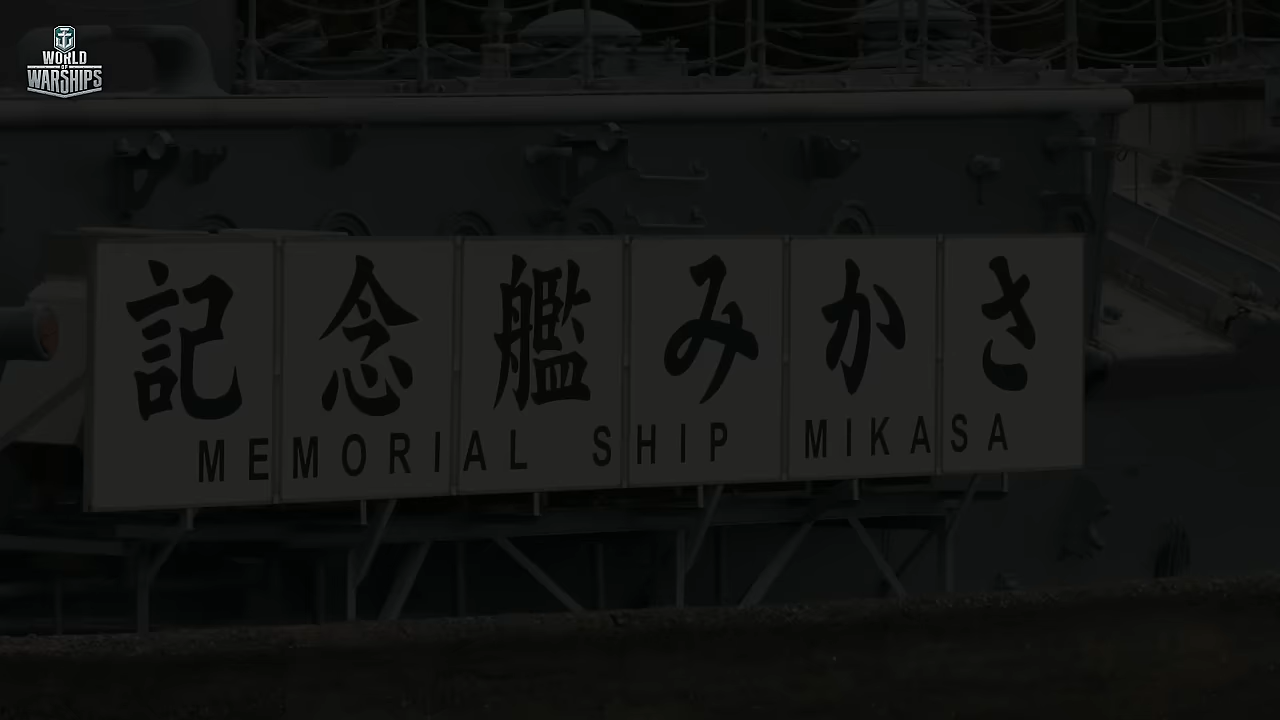 WORLD
OF
WARSHIPS
記念艦みかさ
MEMORIAL SHIP MIKASA